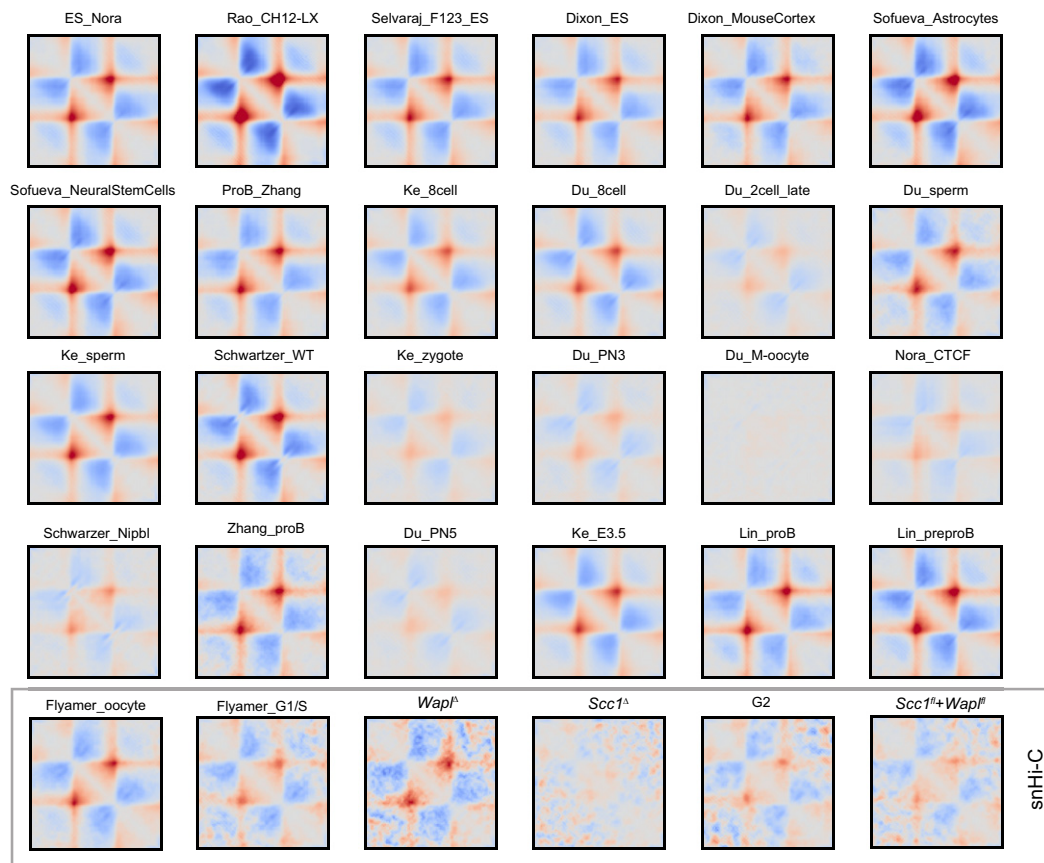 ES_Nora
Rao_CH12-LX
Selvaraj_F123_ES
Dixon_ES
Dixon_MouseCortex
Sofueva_Astrocytes
Sofueva_NeuralStemCells
ProB_Zhang
Ke_8cell
Du_8cell
Du_2cell_late
Du_sperm
Ke_sperm
Schwartzer_WT
Ke_zygote
Du_PN3
Du_M-oocyte
Nora_CTCF
Schwarzer_Nipbl
Zhang_proB
Du_PN5
Ke_E3.5
Lin_proB
Lin_preproB
Flyamer_oocyte
Flyamer_G1/S
Wapl^Δ
Scc1^Δ
G2
Scc1^fl+Wapl^fl
snHi-C